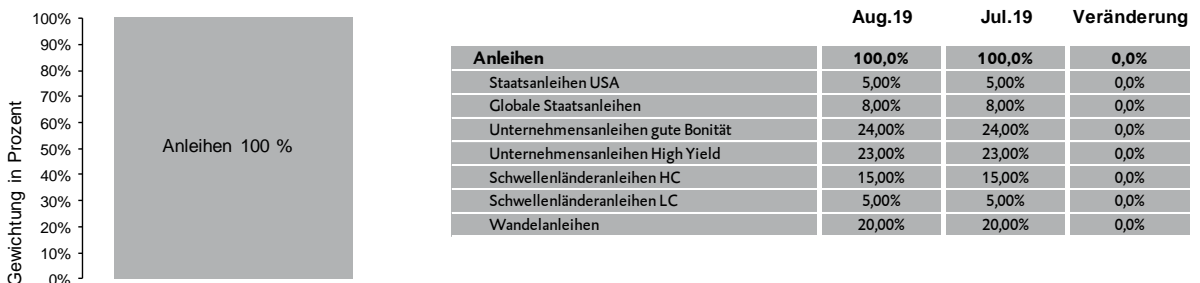 Gewichtung in Prozent
100%
90%
80%
70%
60%
50%
40%
30%
20%
10%
0%
Anleihen 100 %
Aug.19 Jul.19 Veränderung
Anleihen 100,0% 100,0% 0,0%
Staatsanleihen USA 5,00% 5,00% 0,0%
Globale Staatsanleihen 8,00% 8,00% 0,0%
Unternehmensanleihen gute Bonität 24,00% 24,00% 0,0%
Unternehmensanleihen High Yield 23,00% 23,00% 0,0%
Schwellenländeranleihen HC 15,00% 15,00% 0,0%
Schwellenländeranleihen LC 5,00% 5,00% 0,0%
Wandelanleihen 20,00% 20,00% 0,0%